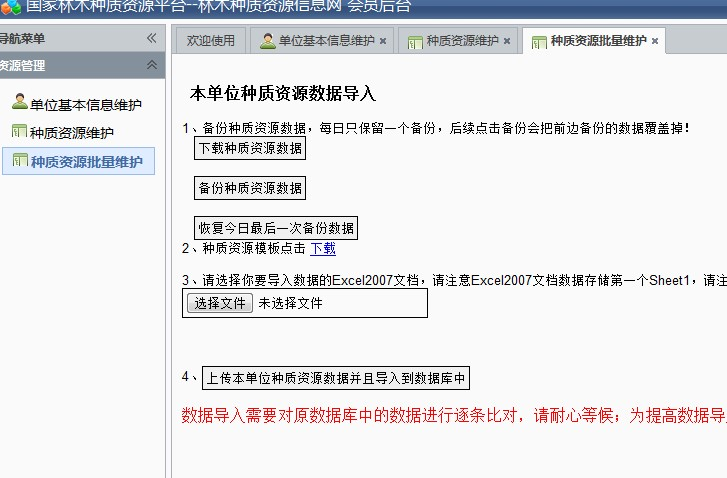 国家林木种质资源平台--林木种质资源信息网 会员后台
导航菜单
资源管理
单位基本信息维护
种质资源维护
种质资源批量维护
欢迎使用 单位基本信息维护 × 种质资源维护 × 种质资源批量维护 ×
本单位种质资源数据导入
1、备份种质资源数据，每日只保留一个备份，后续点击备份会把前边备份的数据覆盖掉！
下载种质资源数据
备份种质资源数据
恢复今日最后一次备份数据
2、种质资源模板点击 下载
3、请选择你要导入数据的Excel2007文档，请注意Excel2007文档数据存储第一个Sheet1，请注
选择文件 未选择文件
4、 上传本单位种质资源数据并且导入到数据库中
数据导入需要对原数据库中的数据进行逐条比对，请耐心等候；为提高数据导